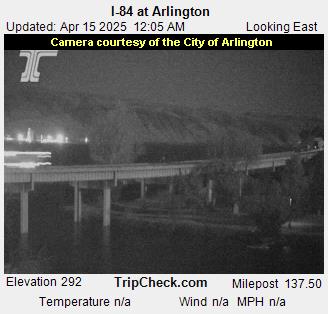 I-84 at Arlington
Updated: Apr 15 2025 12:05 AM Looking East
Camera courtesy of the City of Arlington
Elevation 292 TripCheck.com Milepost 137.50
Temperature n/a Wind n/a MPH n/a